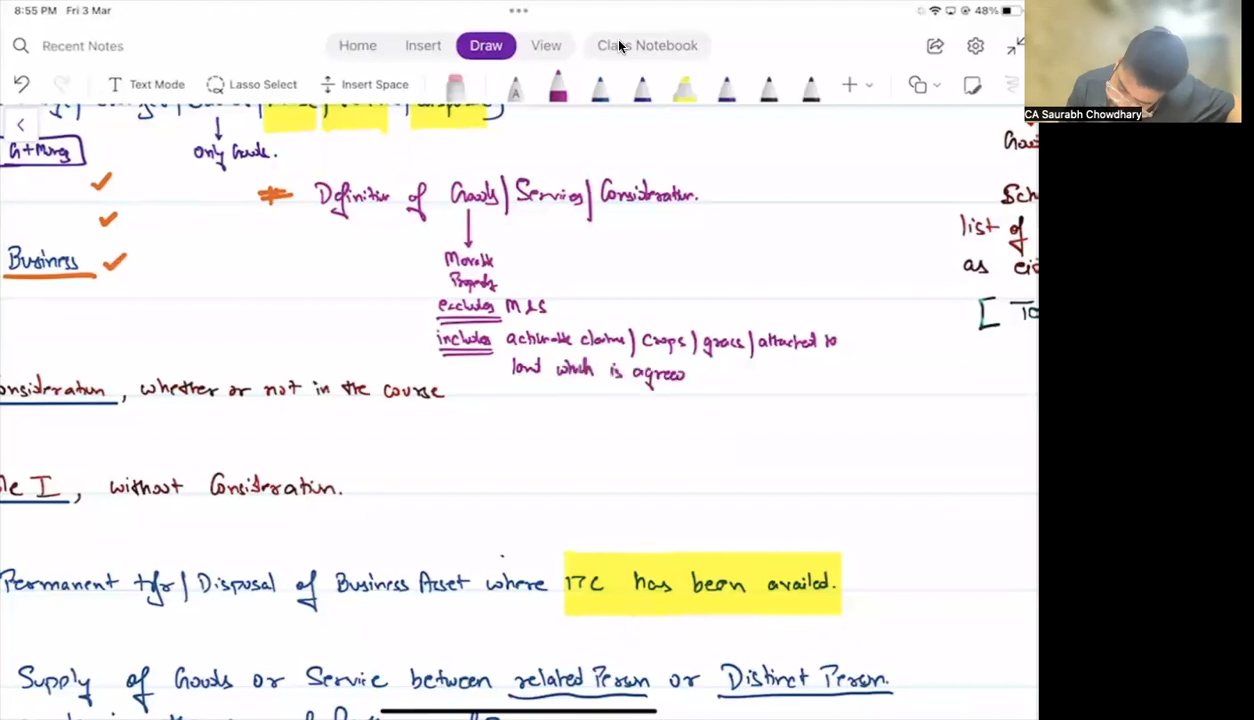 8:55 PM Fri 3 Mar
48%
Recent Notes
Home Insert Draw View Class Notebook
Text Mode Lasso Select Insert Space
CA Saurabh Chowdhary
Only Goods.
Definition of Goods | Services | Consideration.
Sch
list of
as
[ To
Business
Movable
Property
excludes M & S
includes actionable claims | crops | grass | attached to
land which is agreed
onsideration, whether or not in the course
le I, without Consideration.
Permanent tfr | Disposal of Business Asset where ITC has been availed.
Supply of Goods or Service between related Person or Distinct Person.